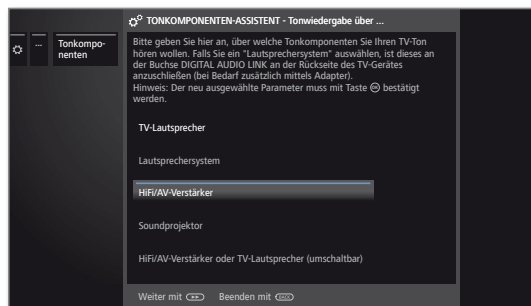 TONKOMPONENTEN-ASSISTENT - Tonwiedergabe über ...
...
Tonkompo-
nenten
Bitte geben Sie hier an, über welche Tonkomponenten Sie Ihren TV-Ton
hören wollen. Falls Sie ein "Lautsprechersystem" auswählen, ist dieses an
der Buchse DIGITAL AUDIO LINK an der Rückseite des TV-Gerätes
anzuschließen (bei Bedarf zusätzlich mittels Adapter).
Hinweis: Der neu ausgewählte Parameter muss mit Taste OK bestätigt
werden.
TV-Lautsprecher
Lautsprechersystem
HiFi/AV-Verstärker
Soundprojektor
HiFi/AV-Verstärker oder TV-Lautsprecher (umschaltbar)
Weiter mit Beenden mit BACK